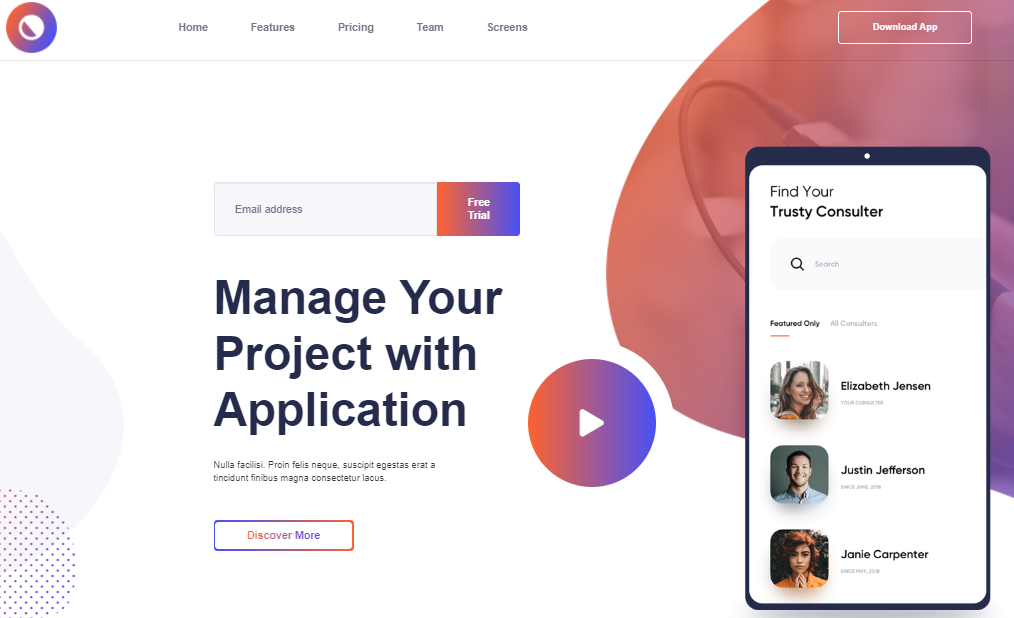 Home
Features
Pricing
Team
Screens
Download App
Email address
Free
Trial
Manage Your
Project with
Application
Nulla facilisi. Proin felis neque, suscipit egestas erat a
tincidunt finibus magna consectetur lacus.
Discover More
Find Your
Trusty Consulter
Search
Featured Only
All Consulters
Elizabeth Jensen
YOUR CONSULTER
Justin Jefferson
SINCE JUNE, 2016
Janie Carpenter
SINCE MAY, 2018